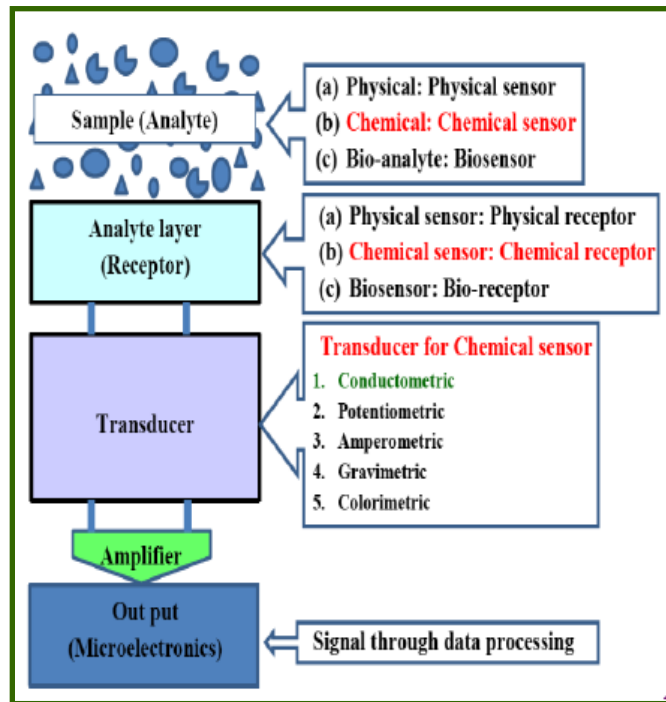 Sample (Analyte)
(a) Physical: Physical sensor
(b) Chemical: Chemical sensor
(c) Bio-analyte: Biosensor
Analyte layer
(Receptor)
(a) Physical sensor: Physical receptor
(b) Chemical sensor: Chemical receptor
(c) Biosensor: Bio-receptor
Transducer
Transducer for Chemical sensor
1. Conductometric
2. Potentiometric
3. Amperometric
4. Gravimetric
5. Colorimetric
Amplifier
Out put
(Microelectronics)
Signal through data processing